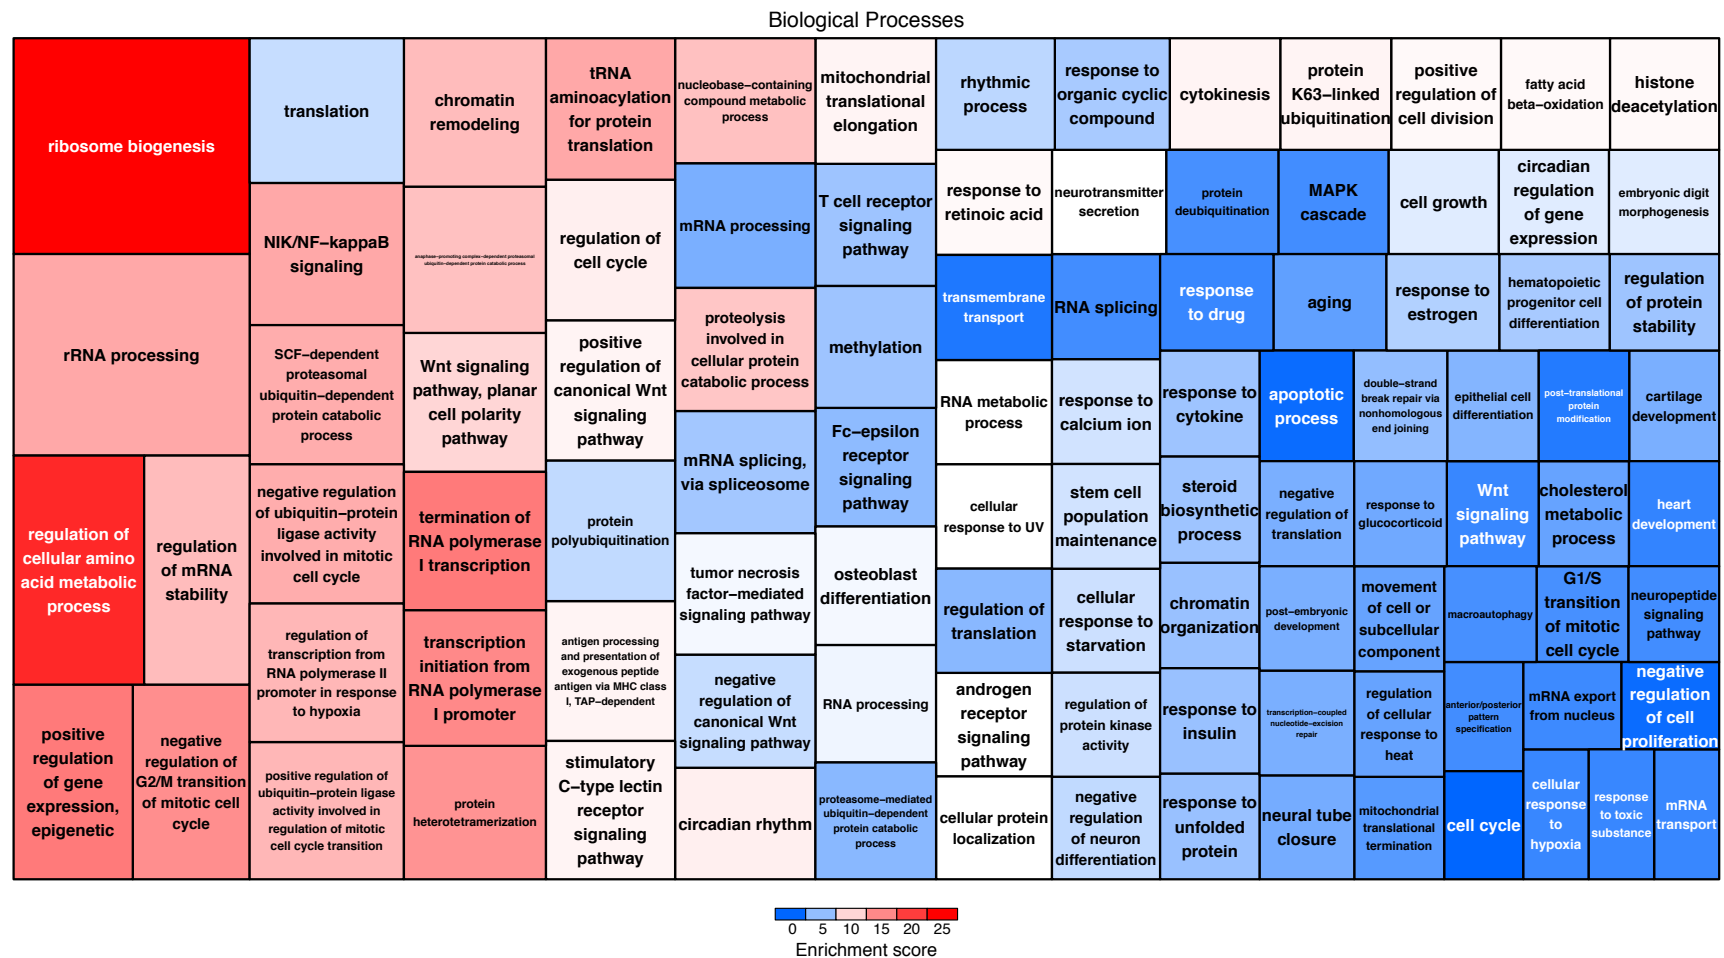 Biological Processes
ribosome biogenesis
rRNA processing
regulation of
cellular amino
acid metabolic
process
regulation
of mRNA
stability
positive
regulation
of gene
expression,
epigenetic
negative
regulation of
G2/M transition
of mitotic cell
cycle
translation
NIK/NF−kappaB
signaling
SCF−dependent
proteasomal
ubiquitin−dependent
protein catabolic
process
negative regulation
of ubiquitin−protein
ligase activity
involved in mitotic
cell cycle
regulation of
transcription from
RNA polymerase II
promoter in response
to hypoxia
positive regulation of
ubiquitin−protein ligase
activity involved in
regulation of mitotic
cell cycle transition
chromatin
remodeling
anaphase−promoting complex−dependent proteasomal
ubiquitin−dependent protein catabolic process
Wnt signaling
pathway, planar
cell polarity
pathway
termination of
RNA polymerase
I transcription
transcription
initiation from
RNA polymerase
I promoter
protein
heterotetramerization
tRNA
aminoacylation
for protein
translation
regulation of
cell cycle
positive
regulation of
canonical Wnt
signaling
pathway
protein
polyubiquitination
antigen processing
and presentation of
exogenous peptide
antigen via MHC class
I, TAP−dependent
stimulatory
C−type lectin
receptor
signaling
pathway
nucleobase−containing
compound metabolic
process
mRNA processing
proteolysis
involved in
cellular protein
catabolic process
mRNA splicing,
via spliceosome
tumor necrosis
factor−mediated
signaling pathway
negative
regulation of
canonical Wnt
signaling pathway
circadian rhythm
mitochondrial
translational
elongation
T cell receptor
signaling
pathway
methylation
Fc−epsilon
receptor
signaling
pathway
osteoblast
differentiation
RNA processing
proteasome−mediated
ubiquitin−dependent
protein catabolic
process
rhythmic
process
response to
organic cyclic
compound
cytokinesis
protein
K63−linked
ubiquitination
positive
regulation of
cell division
fatty acid
beta−oxidation
histone
deacetylation
response to
retinoic acid
neurotransmitter
secretion
protein
deubiquitination
MAPK
cascade
cell growth
circadian
regulation
of gene
expression
embryonic digit
morphogenesis
transmembrane
transport
RNA splicing
response
to drug
aging
response to
estrogen
hematopoietic
progenitor cell
differentiation
regulation
of protein
stability
RNA metabolic
process
response to
calcium ion
response to
cytokine
apoptotic
process
double−strand
break repair via
nonhomologous
end joining
epithelial cell
differentiation
post−translational
protein
modification
cartilage
development
cellular
response to UV
stem cell
population
maintenance
steroid
biosynthetic
process
negative
regulation of
translation
response to
glucocorticoid
Wnt
signaling
pathway
cholesterol
metabolic
process
heart
development
regulation of
translation
cellular
response to
starvation
chromatin
organization
post−embryonic
development
movement
of cell or
subcellular
component
macroautophagy
G1/S
transition
of mitotic
cell cycle
neuropeptide
signaling
pathway
androgen
receptor
signaling
pathway
regulation of
protein kinase
activity
response to
insulin
transcription−coupled
nucleotide−excision
repair
regulation
of cellular
response to
heat
anterior/posterior
pattern
specification
mRNA export
from nucleus
negative
regulation
of cell
proliferation
cellular protein
localization
negative
regulation
of neuron
differentiation
response to
unfolded
protein
neural tube
closure
mitochondrial
translational
termination
cell cycle
cellular
response
to
hypoxia
response
to toxic
substance
mRNA
transport
0 5 10 15 20 25
Enrichment score